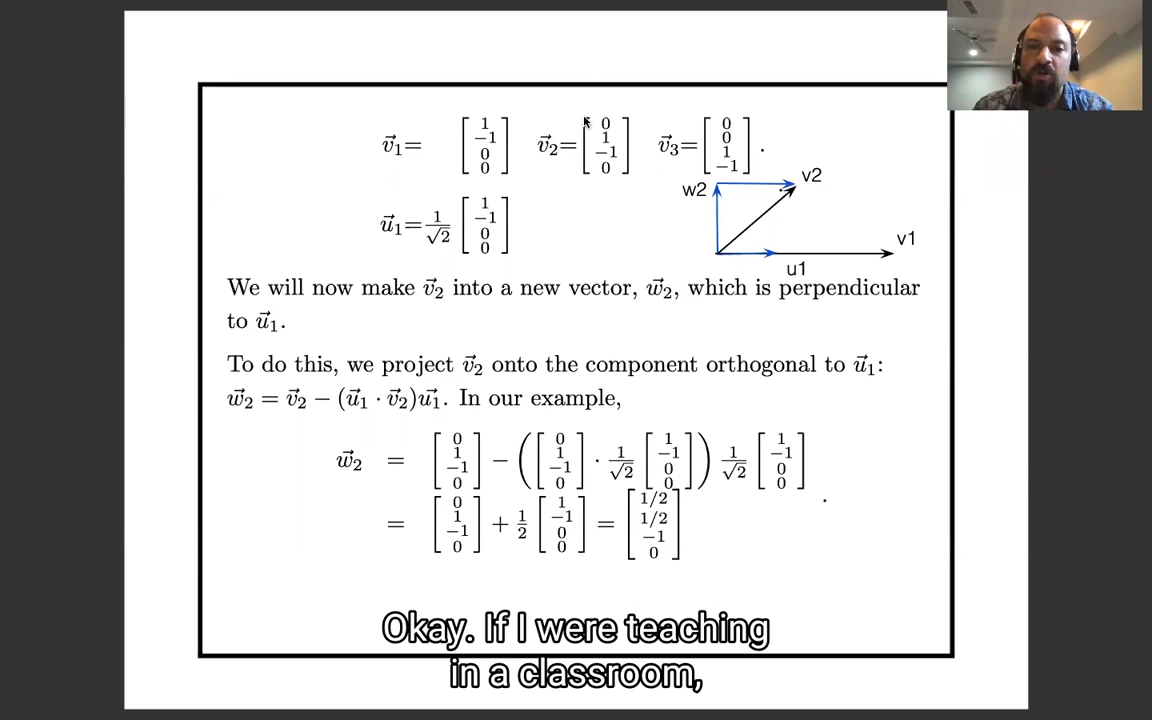 v⃗₁= [1 −1 0 0] v⃗₂= [0 1 −1 0] v⃗₃= [0 0 1 −1] .
w2 v2
u⃗₁= 1/√2 [1 −1 0 0]
v1
u1
We will now make v⃗₂ into a new vector, w⃗₂, which is perpendicular
to u⃗₁.
To do this, we project v⃗₂ onto the component orthogonal to u⃗₁:
w⃗₂ = v⃗₂ − (u⃗₁ · v⃗₂)u⃗₁. In our example,
w⃗₂ = [0 1 −1 0] − ([0 1 −1 0] · 1/√2 [1 −1 0 0]) 1/√2 [1 −1 0 0]
= [0 1 −1 0] + 1/2 [1 −1 0 0] = [1/2 1/2 −1 0] .
Okay. If I were teaching
in a classroom,